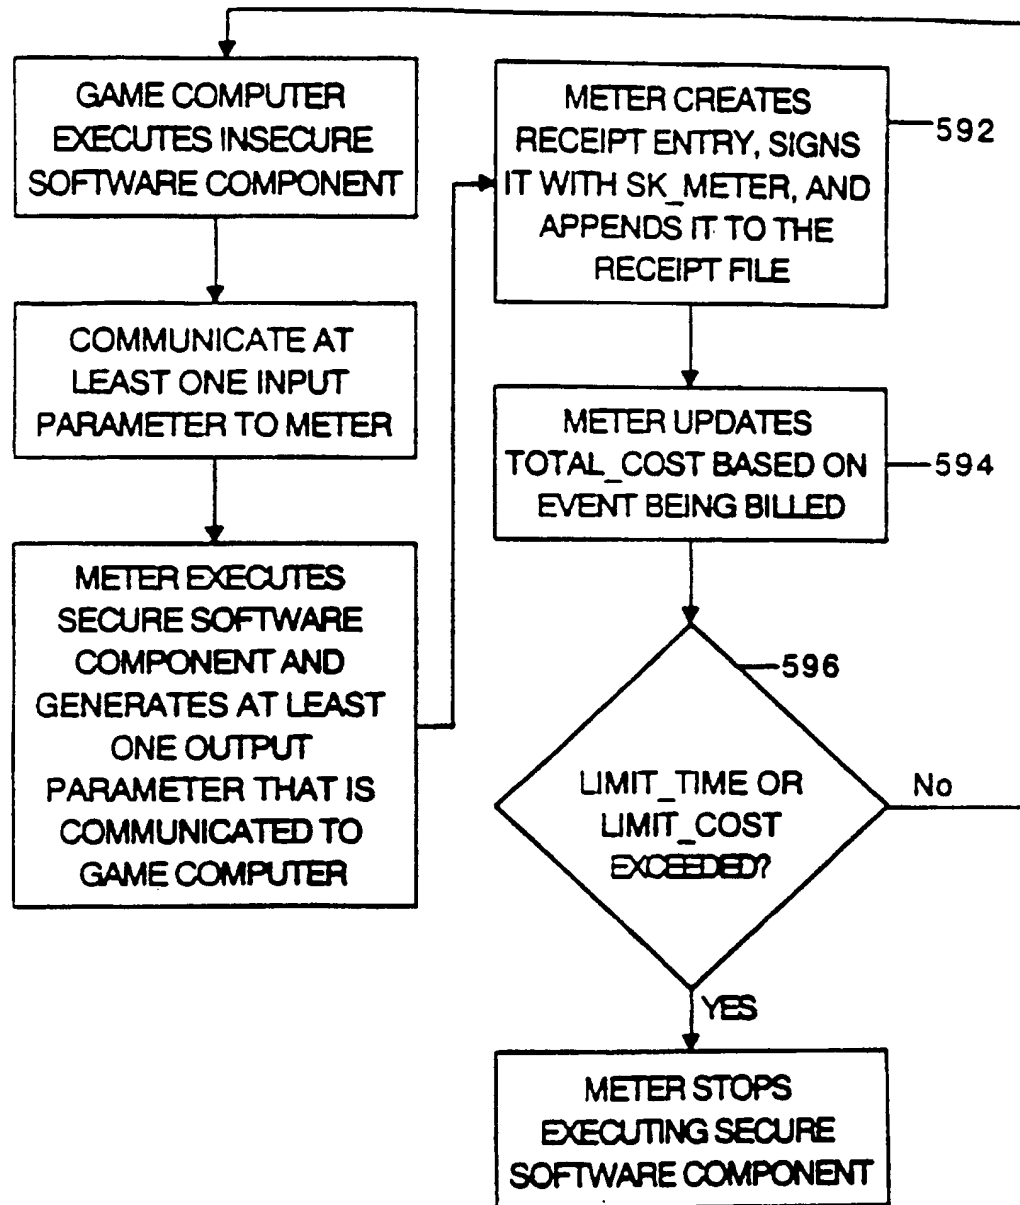 GAME COMPUTER
EXECUTES INSECURE
SOFTWARE COMPONENT
COMMUNICATE AT
LEAST ONE INPUT
PARAMETER TO METER
METER EXECUTES
SECURE SOFTWARE
COMPONENT AND
GENERATES AT LEAST
ONE OUTPUT
PARAMETER THAT IS
COMMUNICATED TO
GAME COMPUTER
METER CREATES
RECEIPT ENTRY, SIGNS
IT WITH SK_METER, AND
APPENDS IT TO THE
RECEIPT FILE
592
METER UPDATES
TOTAL_COST BASED ON
EVENT BEING BILLED
594
596
LIMIT_TIME OR
LIMIT_COST
EXCEEDED?
No
YES
METER STOPS
EXECUTING SECURE
SOFTWARE COMPONENT